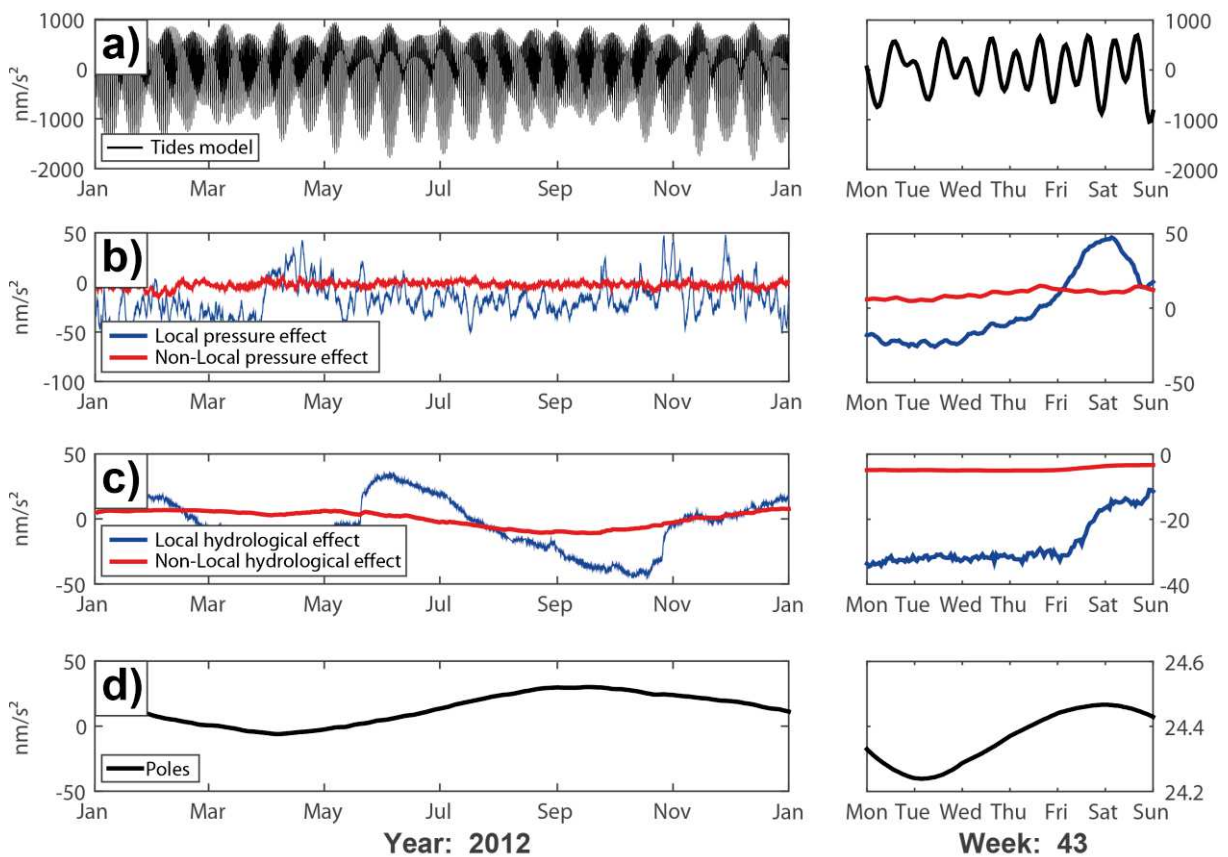 a)
1000
0
-1000
-2000
nm/s²
Tides model
Jan Mar May Jul Sep Nov Jan
1000
0
-1000
-2000
Mon Tue Wed Thu Fri Sat Sun
b)
50
0
-50
-100
nm/s²
Local pressure effect
Non-Local pressure effect
Jan Mar May Jul Sep Nov Jan
50
0
-50
Mon Tue Wed Thu Fri Sat Sun
c)
50
0
-50
nm/s²
Local hydrological effect
Non-Local hydrological effect
Jan Mar May Jul Sep Nov Jan
0
-20
-40
Mon Tue Wed Thu Fri Sat Sun
d)
50
0
-50
nm/s²
Poles
Jan Mar May Jul Sep Nov Jan
24.6
24.4
24.2
Mon Tue Wed Thu Fri Sat Sun
Year: 2012
Week: 43